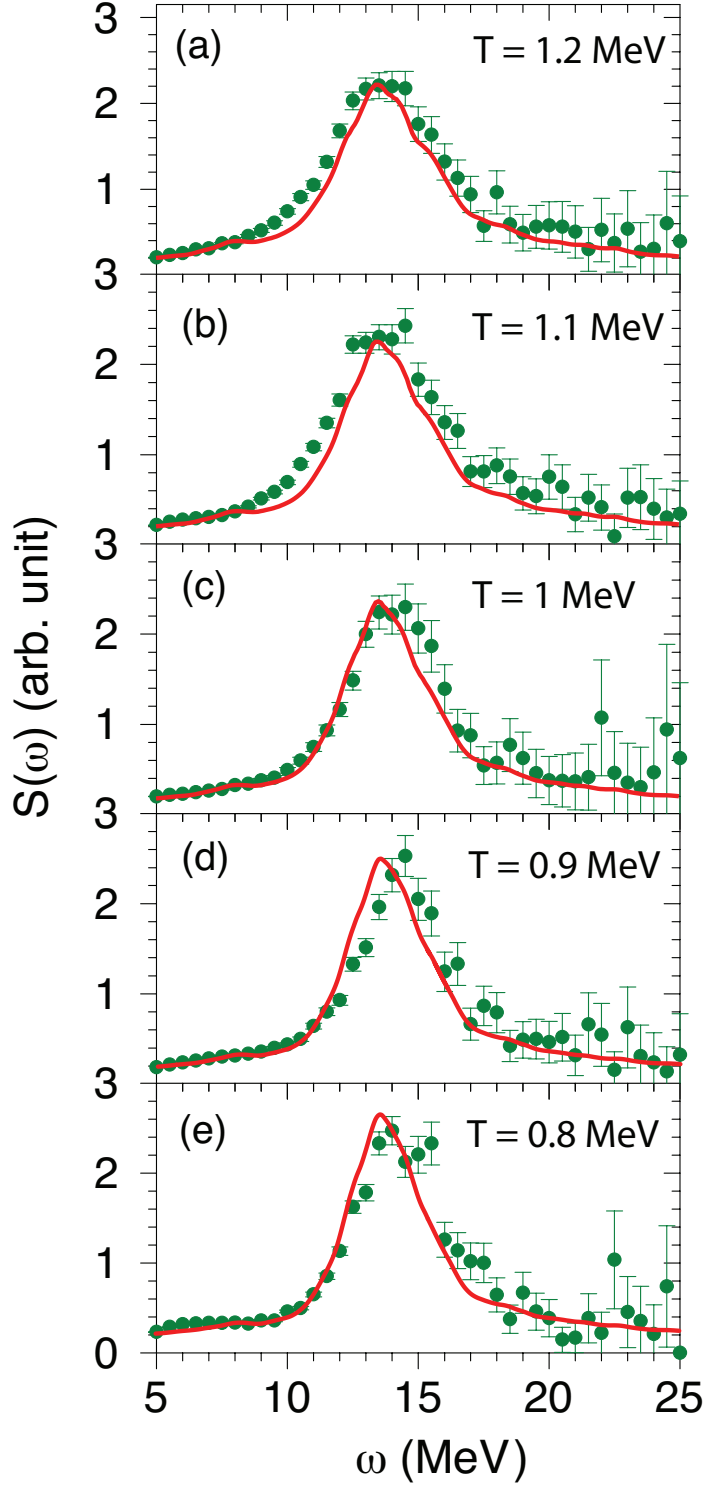 3
(a)
T = 1.2 MeV
2
1
3
(b)
T = 1.1 MeV
2
1
3
(c)
T = 1 MeV
2
1
3
(d)
T = 0.9 MeV
2
1
3
(e)
T = 0.8 MeV
2
1
0
S(ω) (arb. unit)
5 10 15 20 25
ω (MeV)